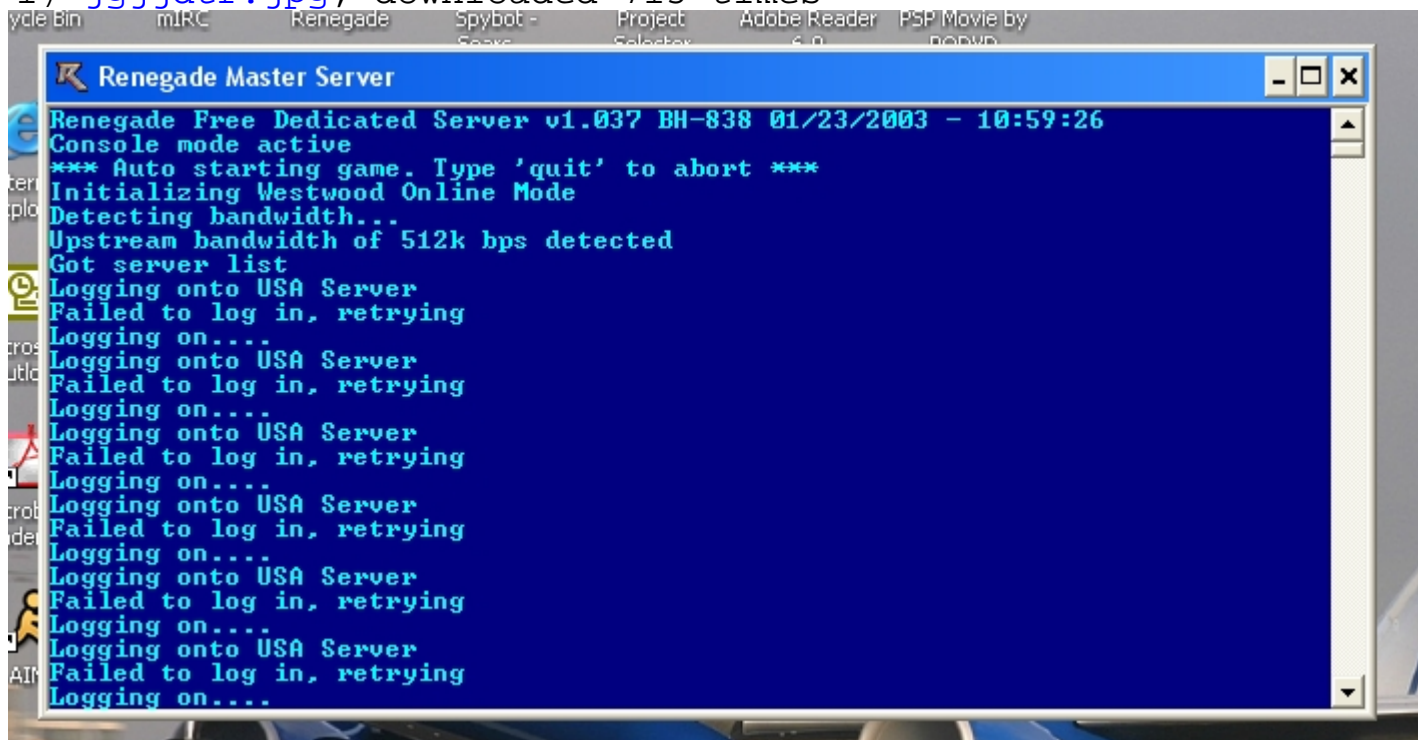 ycle Bin mIRC Renegade Spybot - Project Adobe Reader PSP Movie by
Renegade Master Server
Renegade Free Dedicated Server v1.037 BH-838 01/23/2003 - 10:59:26
Console mode active
*** Auto starting game. Type 'quit' to abort ***
Initializing Westwood Online Mode
Detecting bandwidth...
Upstream bandwidth of 512k bps detected
Got server list
Logging onto USA Server
Failed to log in, retrying
Logging on....
Logging onto USA Server
Failed to log in, retrying
Logging on....
Logging onto USA Server
Failed to log in, retrying
Logging on....
Logging onto USA Server
Failed to log in, retrying
Logging on....
Logging onto USA Server
Failed to log in, retrying
Logging on....
Logging onto USA Server
Failed to log in, retrying
Logging on....